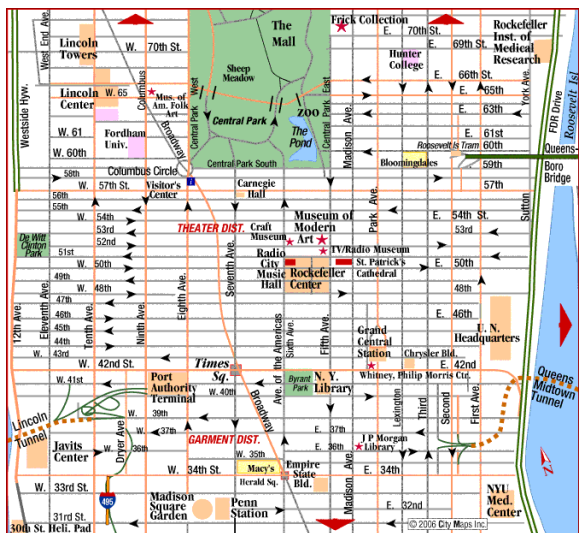 West End Ave.
Lincoln
Towers
W. 70th St.
The
Mall
Frick Collection
E. 70th St.
E. 69th St.
Rockefeller
Inst. of
Medical
Research
Hunter
College
Sheep
Meadow
E. 66th St.
E. 65th
Westside Hyw.
Lincoln
Center
W. 65
Columbus
Mus. of
Am. Folk
Art
Central Park West
Central Park East
York Ave.
FDR Drive
Roosevelt Isl
E. 63th
ZOO
Central Park
Broadway
The
Pond
Madison Ave.
W. 61
Fordham
Univ.
E. 61st
Roosevelt Is Tram
60th
W. 60th
Bloomingdales
Queens-
Boro
Bridge
Central Park South
59th
58th
Columbus Circle
W. 57th St.
Visitor's
Center
Carnegie
Hall
57th
56th
55th
W. 54th
53rd
52nd
51st
De Witt
Clinton
Park
THEATER DIST.
Craft
Museum
Museum of
Modern
Art
Park Ave.
E. 54th St.
53rd
Sutton
TV/Radio Museum
W. 50th
Radio
City
Music
Hall
Rockefeller
Center
St. Patrick's
Cathedral
E. 50th
49th
W. 48th
48th
47th
46th
45th
44th
W. 43rd
12th Ave.
Eleventh Ave.
Tenth Ave.
Ninth Ave.
Eighth Ave.
Seventh Ave.
Ave. of the Americas
Sixth Ave.
Fifth Ave.
E. 46th
U. N.
Headquarters
Grand
Central
Station
Chrysler Bld.
W. 42nd St.
Times
Sq.
E. 42nd
Whitney, Philip Morris Ctr.
W. 41st
Port
Authority
Terminal
W. 40th
Bryant
Park
N. Y.
Library
Queens
Midtown
Tunnel
Lexington
Third
Second
First Ave.
Lincoln
Tunnel
W. 39th
Broadway
W. 37th
E. 37th
Dryer Ave.
GARMENT DIST.
36th
E. 36th
J P Morgan
Library
Javits
Center
W. 35th
W. 34th St.
Macy's
Herald Sq.
Empire
State
Bld.
E. 34th
Madison Ave.
W. 33rd St.
495
Madison
Square
Garden
Penn
Station
E. 32nd
NYU
Med.
Center
31rd St.
30th St. Heli. Pad
© 2006 City Maps Inc.